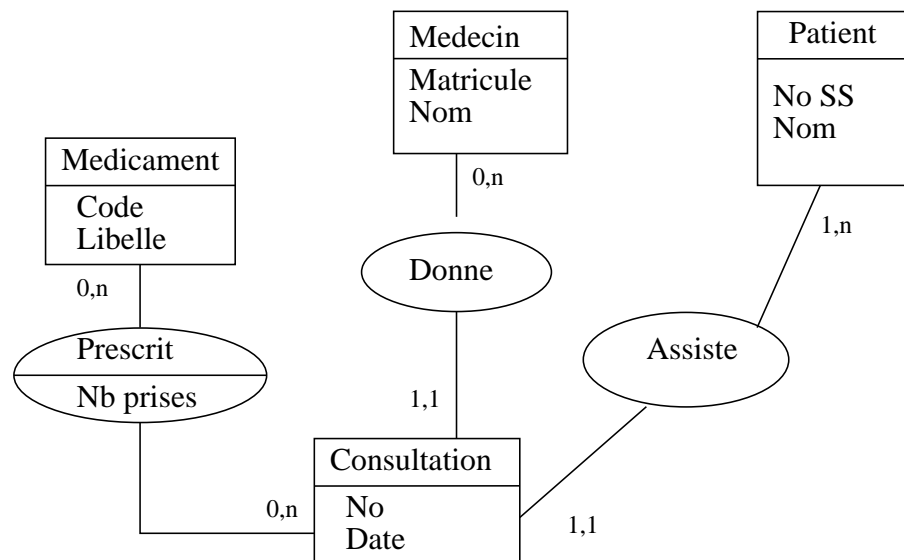 Medecin
Matricule
Nom
0,n
Patient
No SS
Nom
1,n
Medicament
Code
Libelle
0,n
Donne
Prescrit
Nb prises
Assiste
1,1
Consultation
No
Date
0,n
1,1